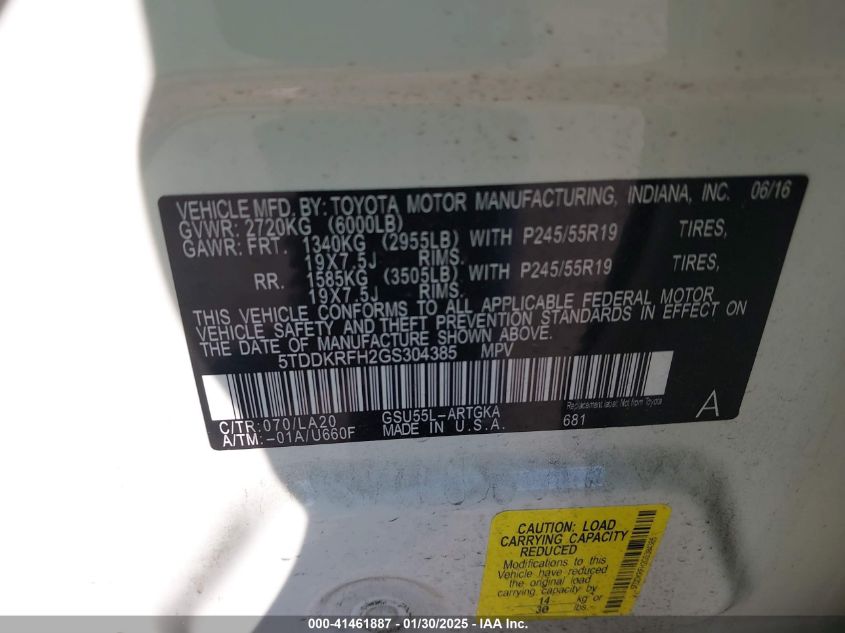 VEHICLE MFD. BY: TOYOTA MOTOR MANUFACTURING, INDIANA, INC. 06/16
GVWR: 2720KG (6000LB)
GAWR: FRT. 1340KG (2955LB) WITH P245/55R19 TIRES,
19X7.5J RIMS.
RR. 1585KG (3505LB) WITH P245/55R19 TIRES,
19X7.5J RIMS.
THIS VEHICLE CONFORMS TO ALL APPLICABLE FEDERAL MOTOR
VEHICLE SAFETY AND THEFT PREVENTION STANDARDS IN EFFECT ON
THE DATE OF MANUFACTURE SHOWN ABOVE.
5TDDKRFH2GS304385 MPV
Replacement label. Not from Toyota
C/TR: 070/LA20 GSU55L-ARTGKA
A/TM: -01A/U660F MADE IN U.S.A. 681 A
CAUTION: LOAD
CARRYING CAPACITY
REDUCED
Modifications to this
Vehicle have reduced
the original load
carrying capacity by
14 kg or
30 lbs.
000-41461887 - 01/30/2025 - IAA Inc.